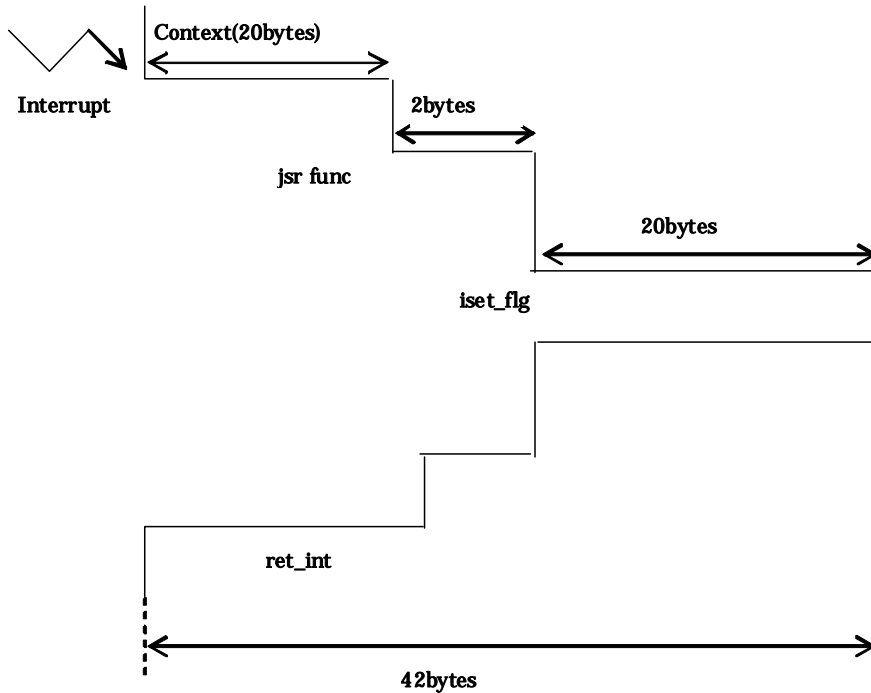 Context(20bytes)
Interrupt
2bytes
jsr func
20bytes
iset_flg
ret_int
42bytes